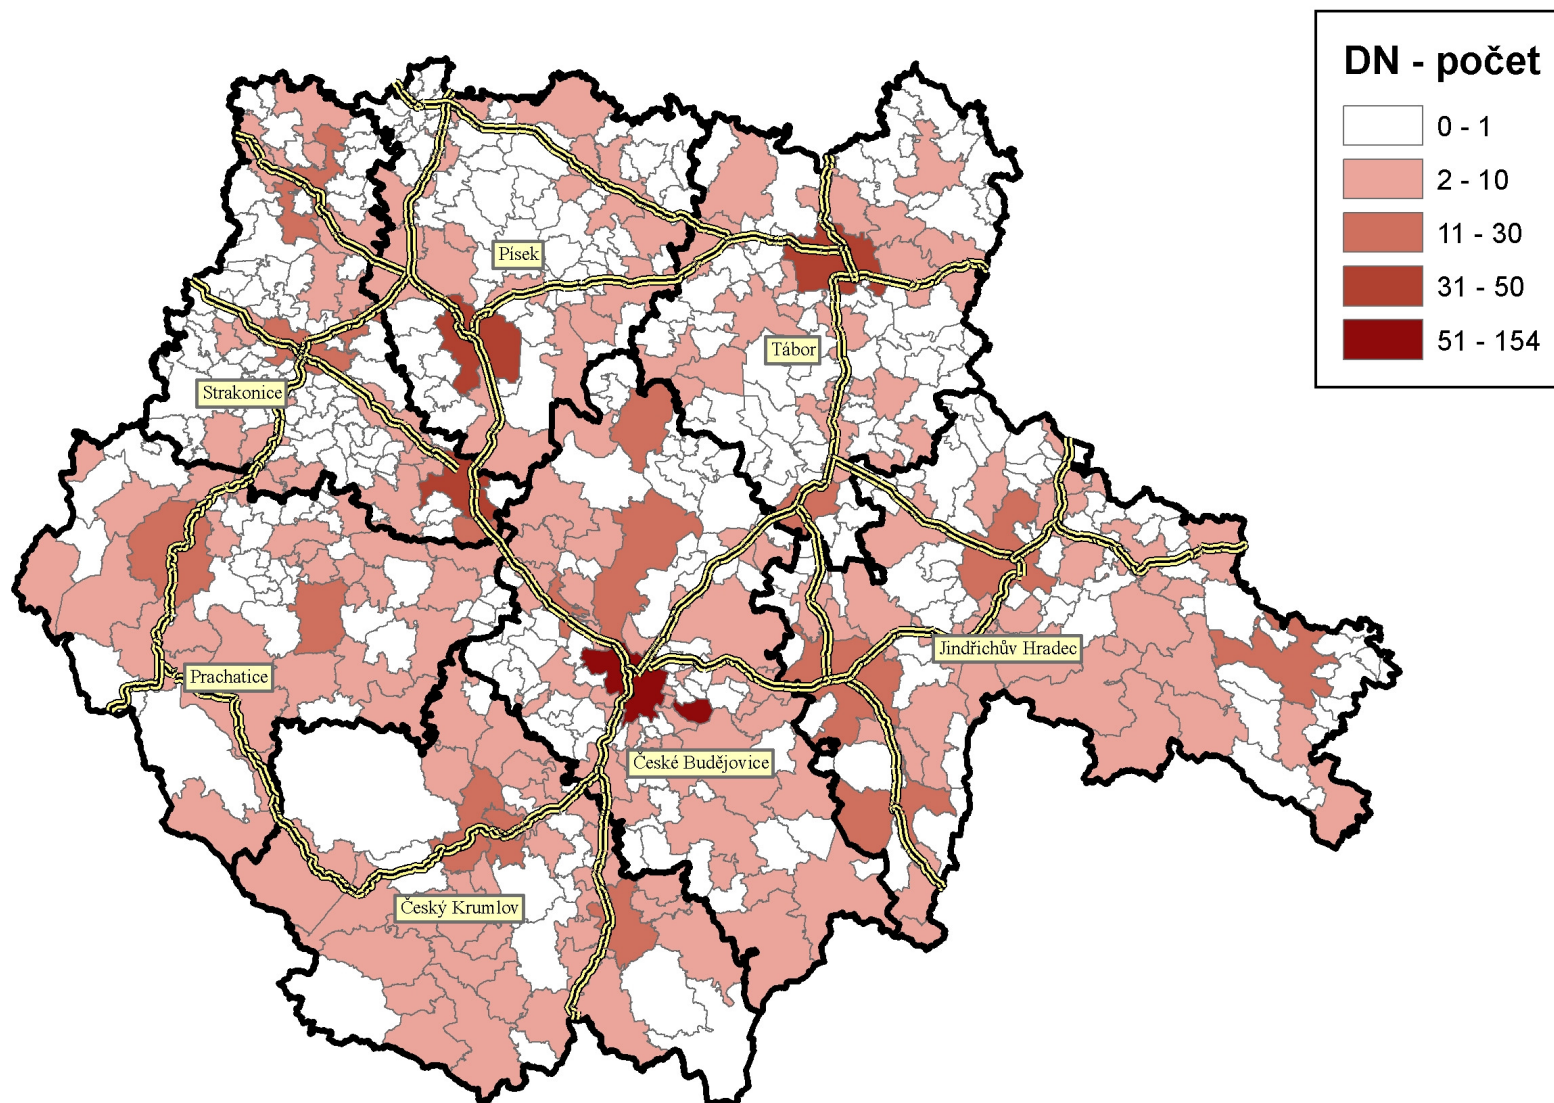 DN - počet
0 - 1
2 - 10
11 - 30
31 - 50
51 - 154
Písek
Tábor
Strakonice
Jindřichův Hradec
Prachatice
České Budějovice
Český Krumlov